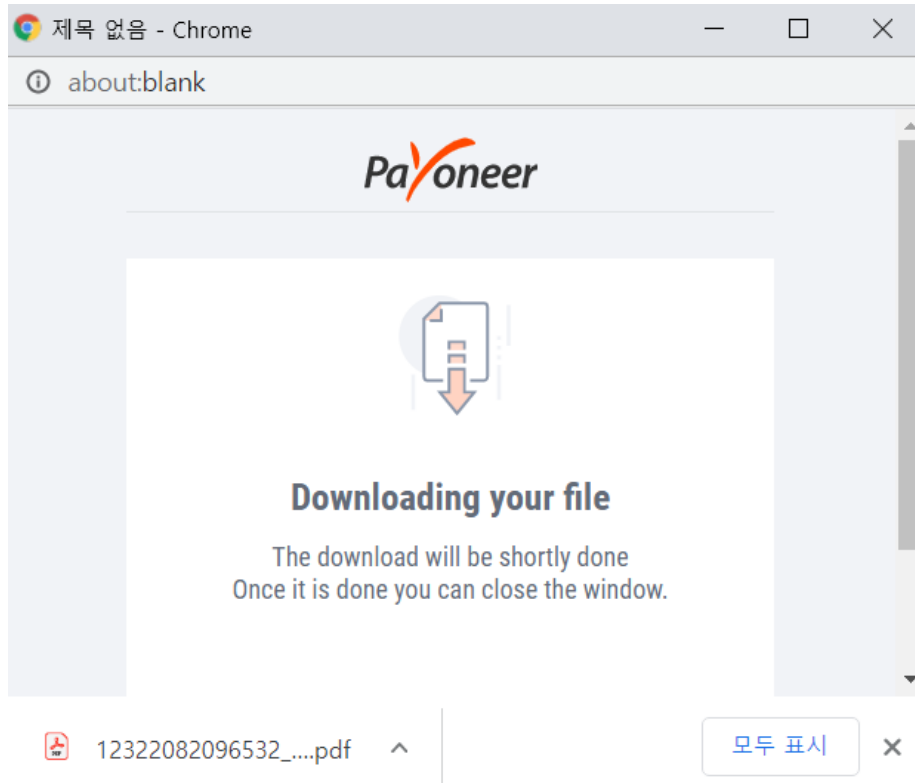 제목 없음 - Chrome
about:blank
Payoneer
Downloading your file
The download will be shortly done
Once it is done you can close the window.
12322082096532_....pdf
모두 표시